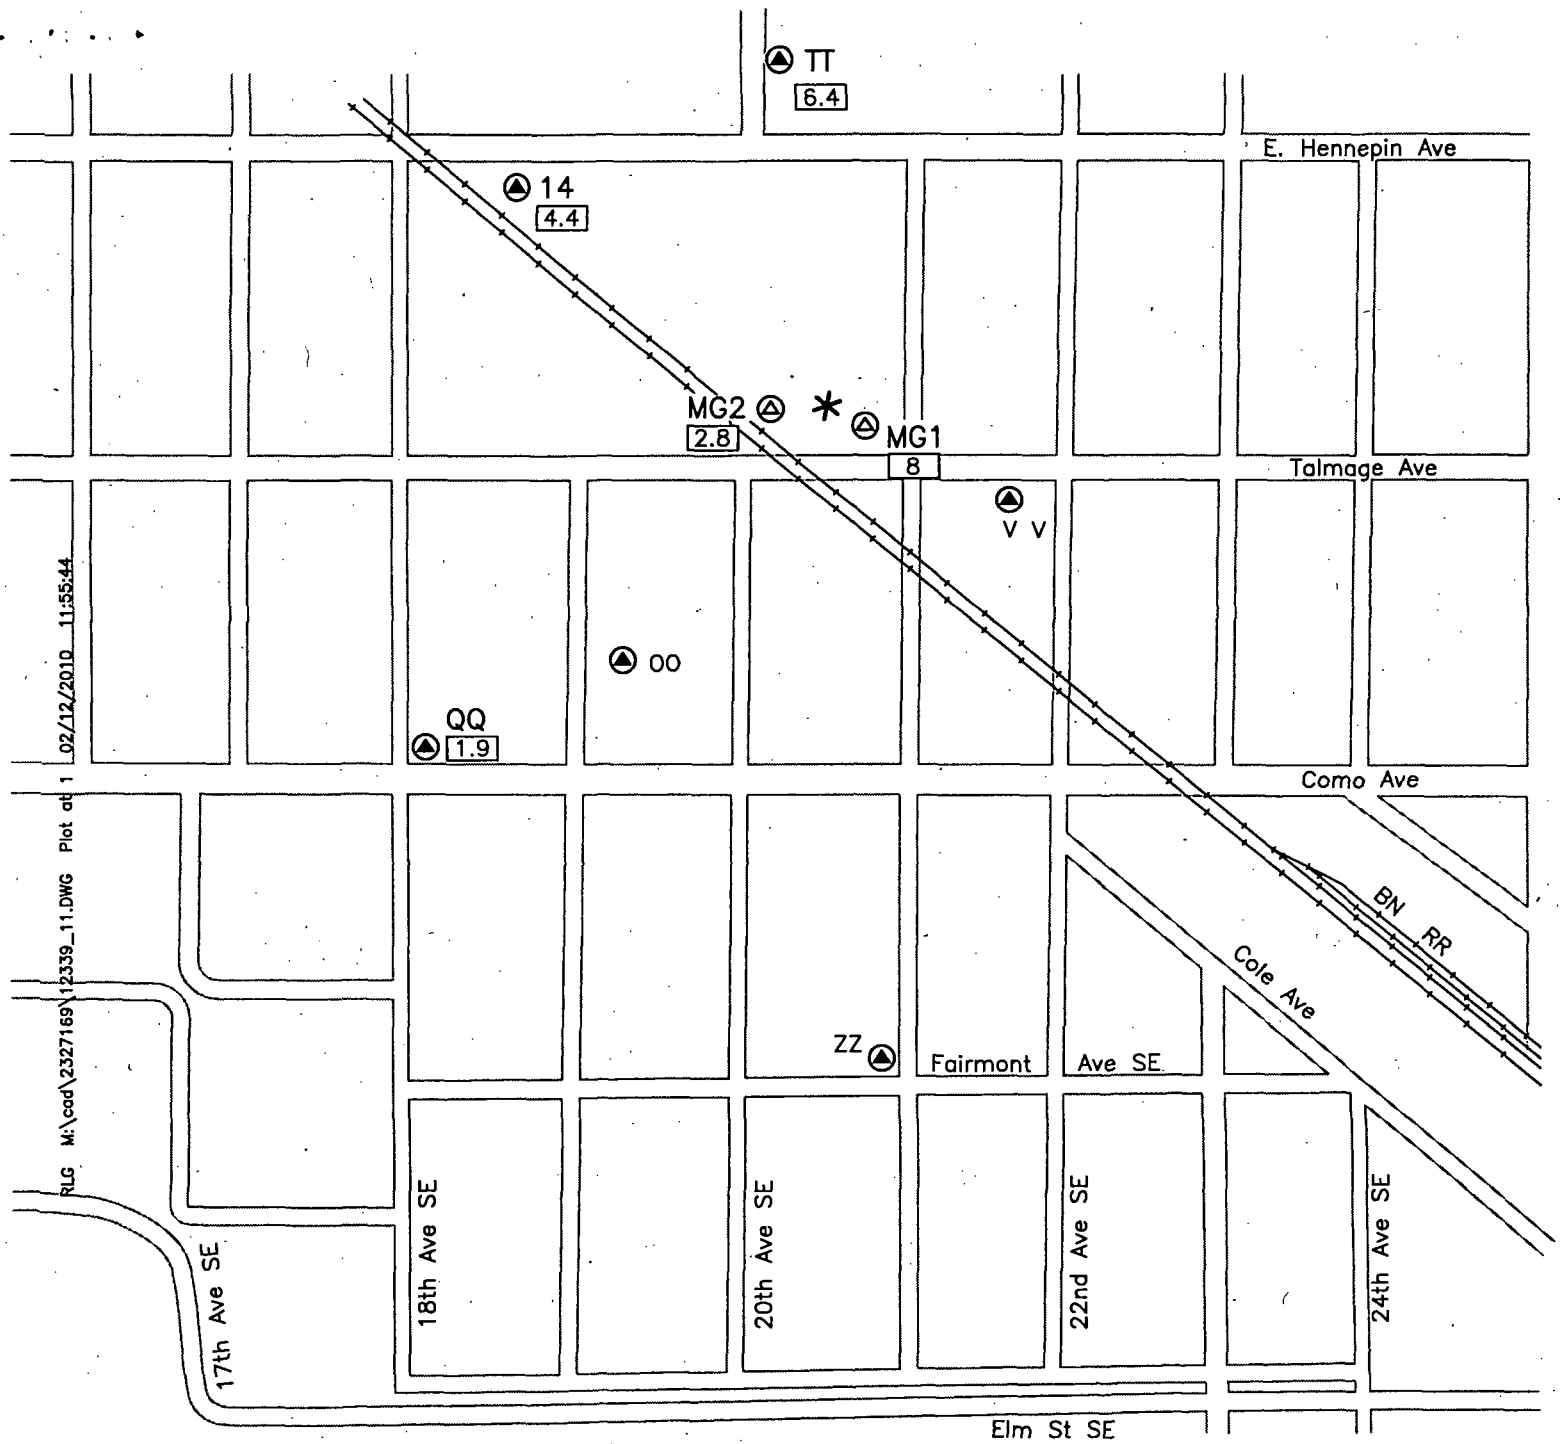 TT
6.4
E. Hennepin Ave
14
4.4
MG2
2.8
*
MG1
8
Talmage Ave
V V
OO
QQ
1.9
Como Ave
BN RR
Cole Ave
ZZ
Fairmont Ave SE
17th Ave SE
18th Ave SE
20th Ave SE
22nd Ave SE
24th Ave SE
Elm St SE
RLG M:\cad\2327169\12339_11.DWG Plot at 1 02/12/2010 11:55:44